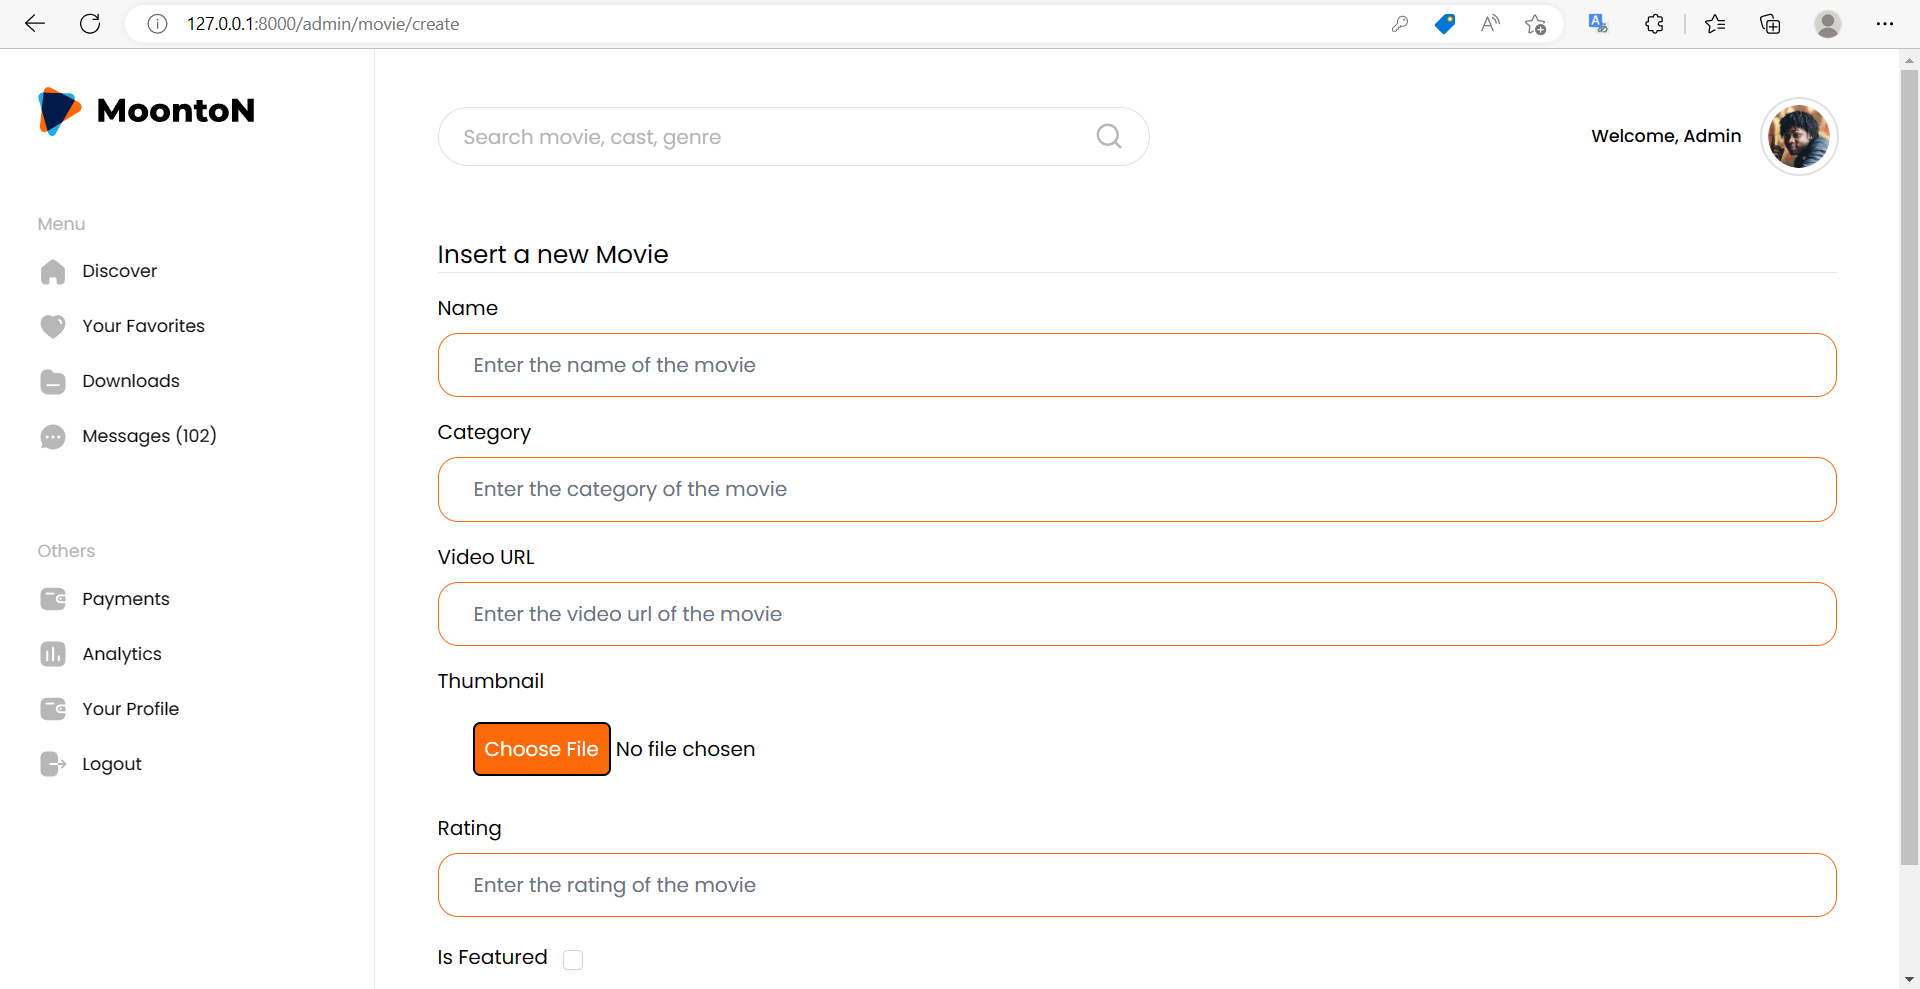 127.0.0.1:8000/admin/movie/create
MoontoN
Search movie, cast, genre
Welcome, Admin
Menu
Discover
Your Favorites
Downloads
Messages (102)
Others
Payments
Analytics
Your Profile
Logout
Insert a new Movie
Name
Enter the name of the movie
Category
Enter the category of the movie
Video URL
Enter the video url of the movie
Thumbnail
Choose File No file chosen
Rating
Enter the rating of the movie
Is Featured